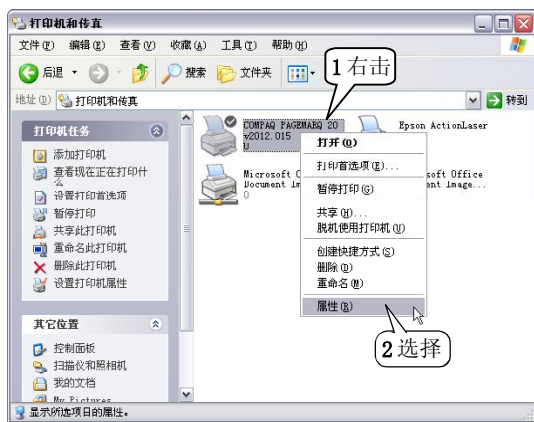 打印机和传真
文件(F) 编辑(E) 查看(V) 收藏(A) 工具(T) 帮助(H)
后退 搜索 文件夹
1右击
地址(D) 打印机和传真 转到
打印机任务
添加打印机
查看现在正在打印什么
设置打印首选项
暂停打印
共享此打印机
重命名此打印机
删除此打印机
设置打印机属性
其它位置
控制面板
扫描仪和照相机
我的文档
My Pictures
COMPAQ PAGEMARQ 20
v2012.015
0
Epson ActionLaser
Microsoft O
Document Im
0
soft Office
ent Image...
打开(O)
打印首选项(E)...
暂停打印(G)
共享(H)...
脱机使用打印机(U)
创建快捷方式(S)
删除(D)
重命名(M)
属性(R)
2选择
显示所选项目的属性。